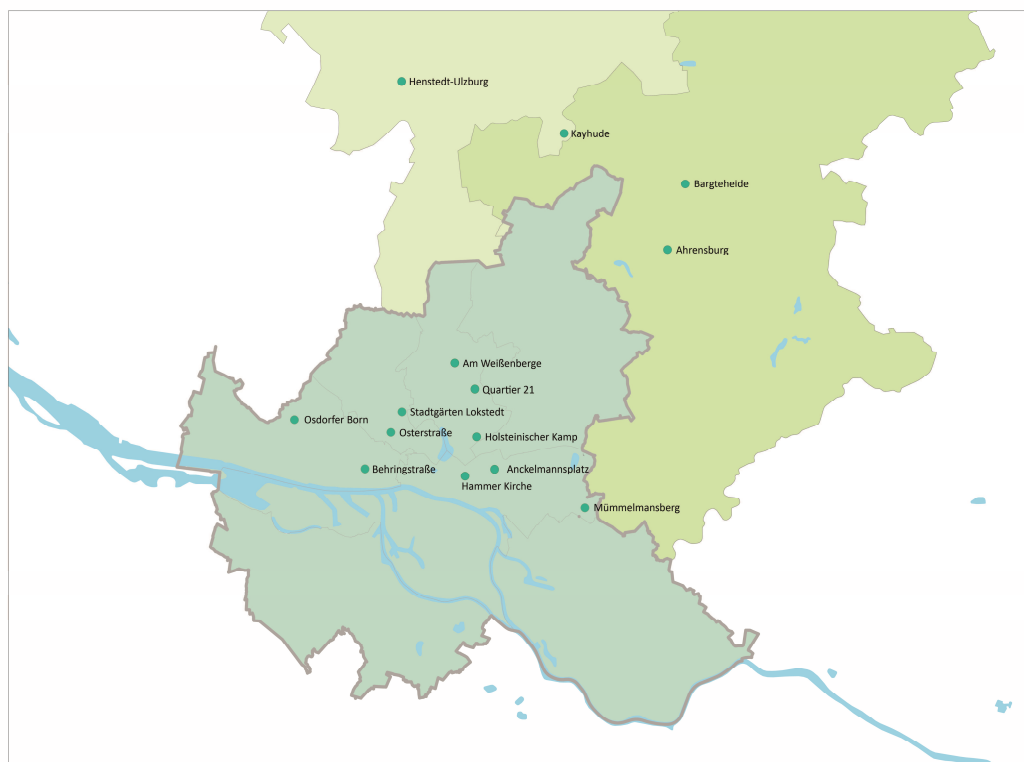 Henstedt-Ulzburg
Kayhude
Bargteheide
Ahrensburg
Am Weißenberge
Quartier 21
Stadtgärten Lokstedt
Osdorfer Born
Osterstraße
Holsteinischer Kamp
Behringstraße
Anckelmannsplatz
Hammer Kirche
Mümmelmansberg